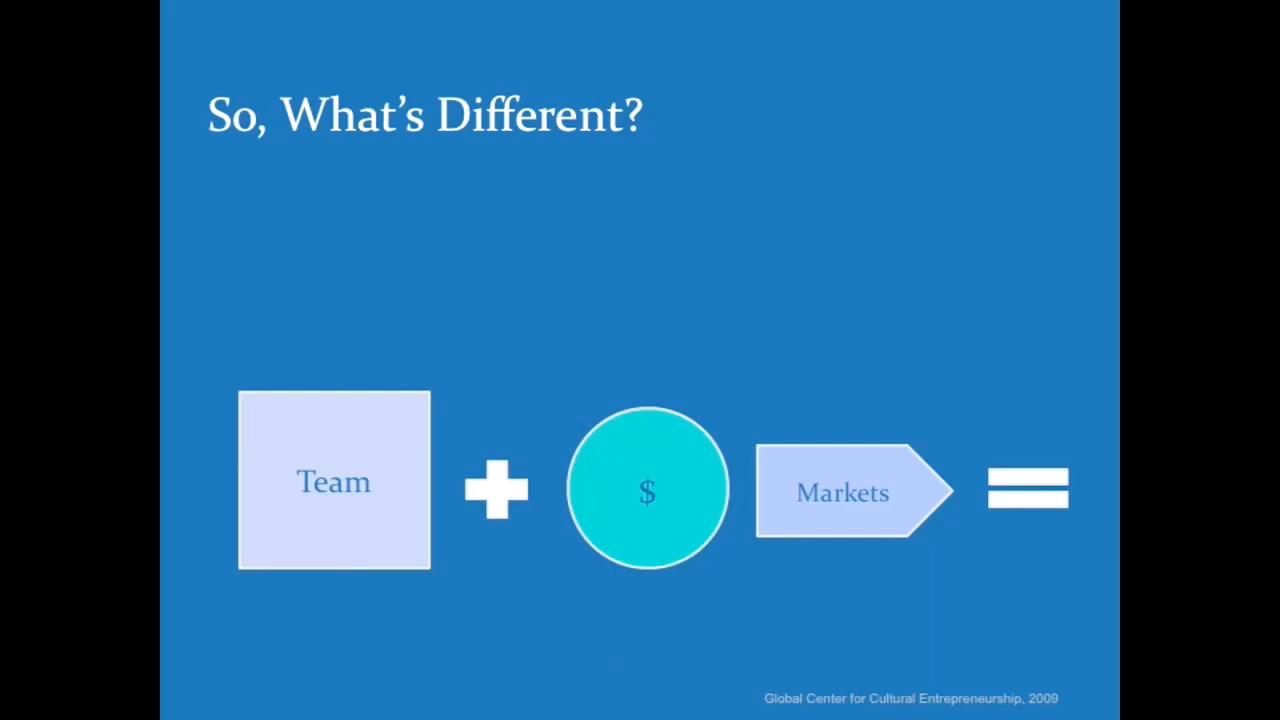 So, What’s Different?
Team
$
Markets
Global Center for Cultural Entrepreneurship, 2009